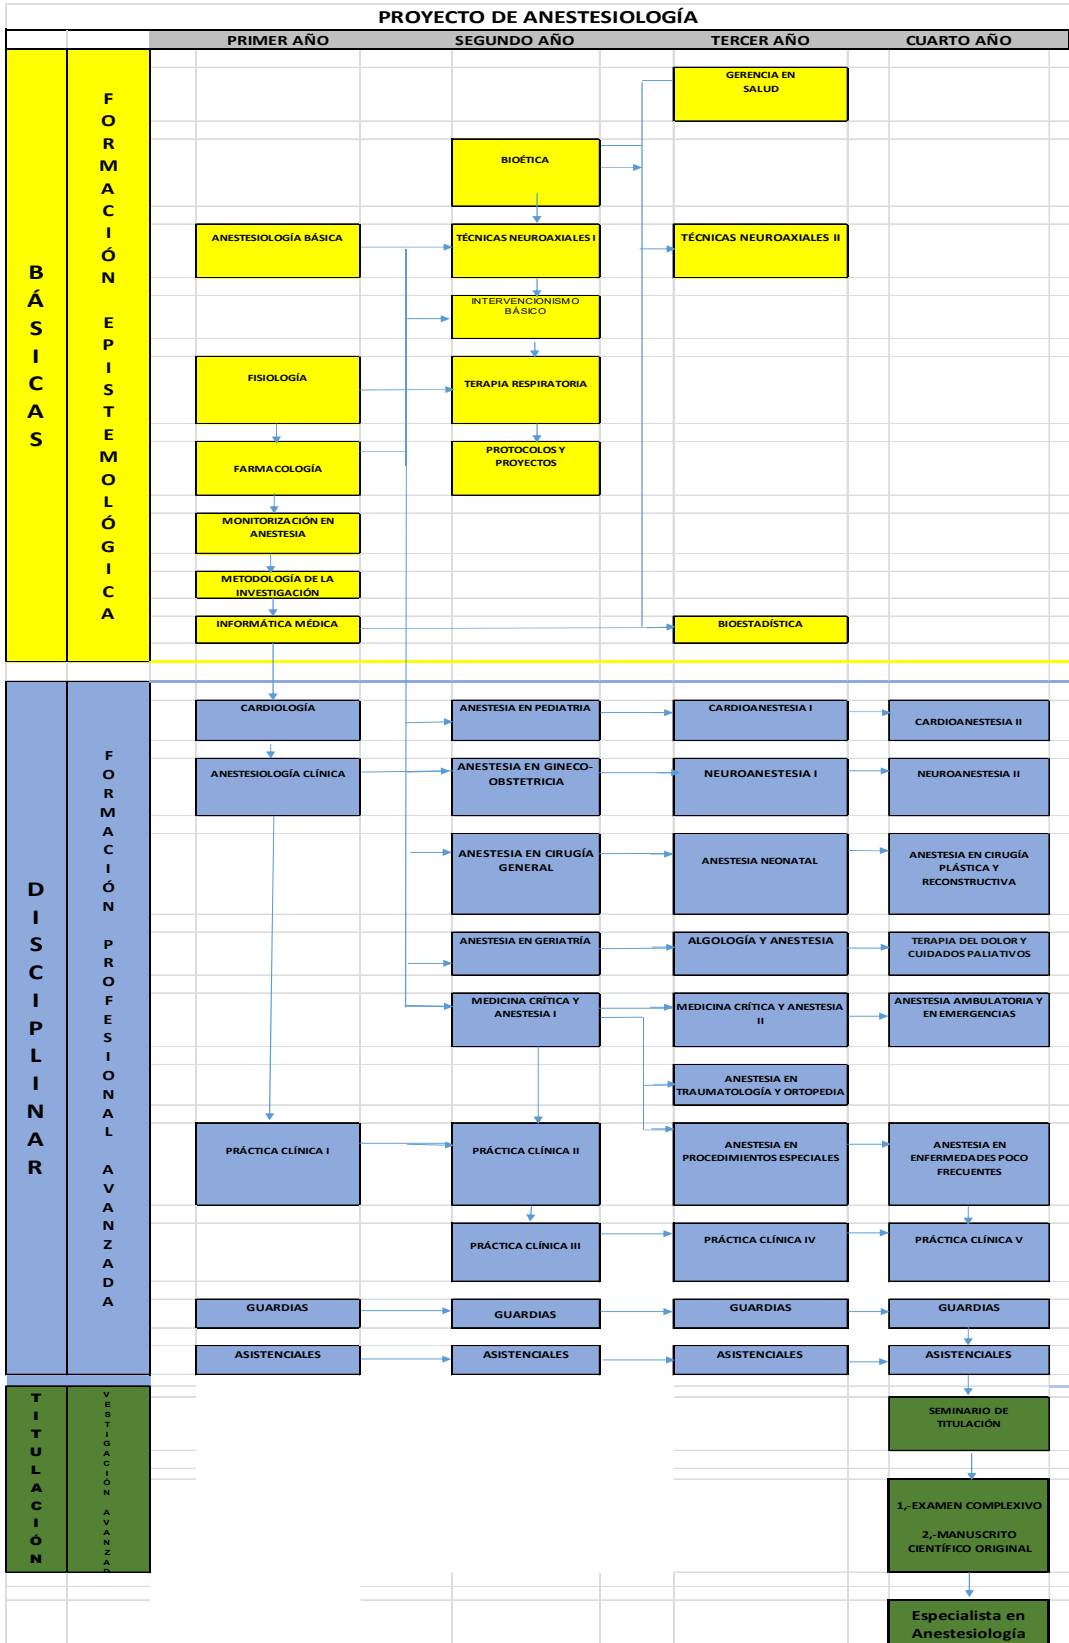 PROYECTO DE ANESTESIOLOGÍA
PRIMER AÑO
SEGUNDO AÑO
TERCER AÑO
CUARTO AÑO
BÁSICAS
FORMACIÓN EPISTEMOLÓGICA
GERENCIA EN
SALUD
BIOÉTICA
ANESTESIOLOGÍA BÁSICA
TÉCNICAS NEUROAXIALES I
TÉCNICAS NEUROAXIALES II
INTERVENCIONISMO
BÁSICO
FISIOLOGÍA
TERAPIA RESPIRATORIA
FARMACOLOGÍA
PROTOCOLOS Y
PROYECTOS
MONITORIZACIÓN EN
ANESTESIA
METODOLOGÍA DE LA
INVESTIGACIÓN
INFORMÁTICA MÉDICA
BIOESTADÍSTICA
DISCIPLINAR
FORMACIÓN PROFESIONAL AVANZADA
CARDIOLOGÍA
ANESTESIA EN PEDIATRIA
CARDIOANESTESIA I
CARDIOANESTESIA II
ANESTESIOLOGÍA CLÍNICA
ANESTESIA EN GINECO-
OBSTETRICIA
NEUROANESTESIA I
NEUROANESTESIA II
ANESTESIA EN CIRUGÍA
GENERAL
ANESTESIA NEONATAL
ANESTESIA EN CIRUGÍA
PLÁSTICA Y
RECONSTRUCTIVA
ANESTESIA EN GERIATRÍA
ALGOLOGÍA Y ANESTESIA
TERAPIA DEL DOLOR Y
CUIDADOS PALIATIVOS
MEDICINA CRÍTICA Y
ANESTESIA I
MEDICINA CRÍTICA Y ANESTESIA
II
ANESTESIA AMBULATORIA Y
EN EMERGENCIAS
ANESTESIA EN
TRAUMATOLOGÍA Y ORTOPEDIA
PRÁCTICA CLÍNICA I
PRÁCTICA CLÍNICA II
ANESTESIA EN
PROCEDIMIENTOS ESPECIALES
ANESTESIA EN
ENFERMEDADES POCO
FRECUENTES
PRÁCTICA CLÍNICA III
PRÁCTICA CLÍNICA IV
PRÁCTICA CLÍNICA V
GUARDIAS
GUARDIAS
GUARDIAS
GUARDIAS
ASISTENCIALES
ASISTENCIALES
ASISTENCIALES
ASISTENCIALES
TITULACIÓN
VESTIGACIÓN AVANZAD
SEMINARIO DE
TITULACIÓN
1,-EXAMEN COMPLEXIVO
2,-MANUSCRITO
CIENTÍFICO ORIGINAL
Especialista en
Anestesiología